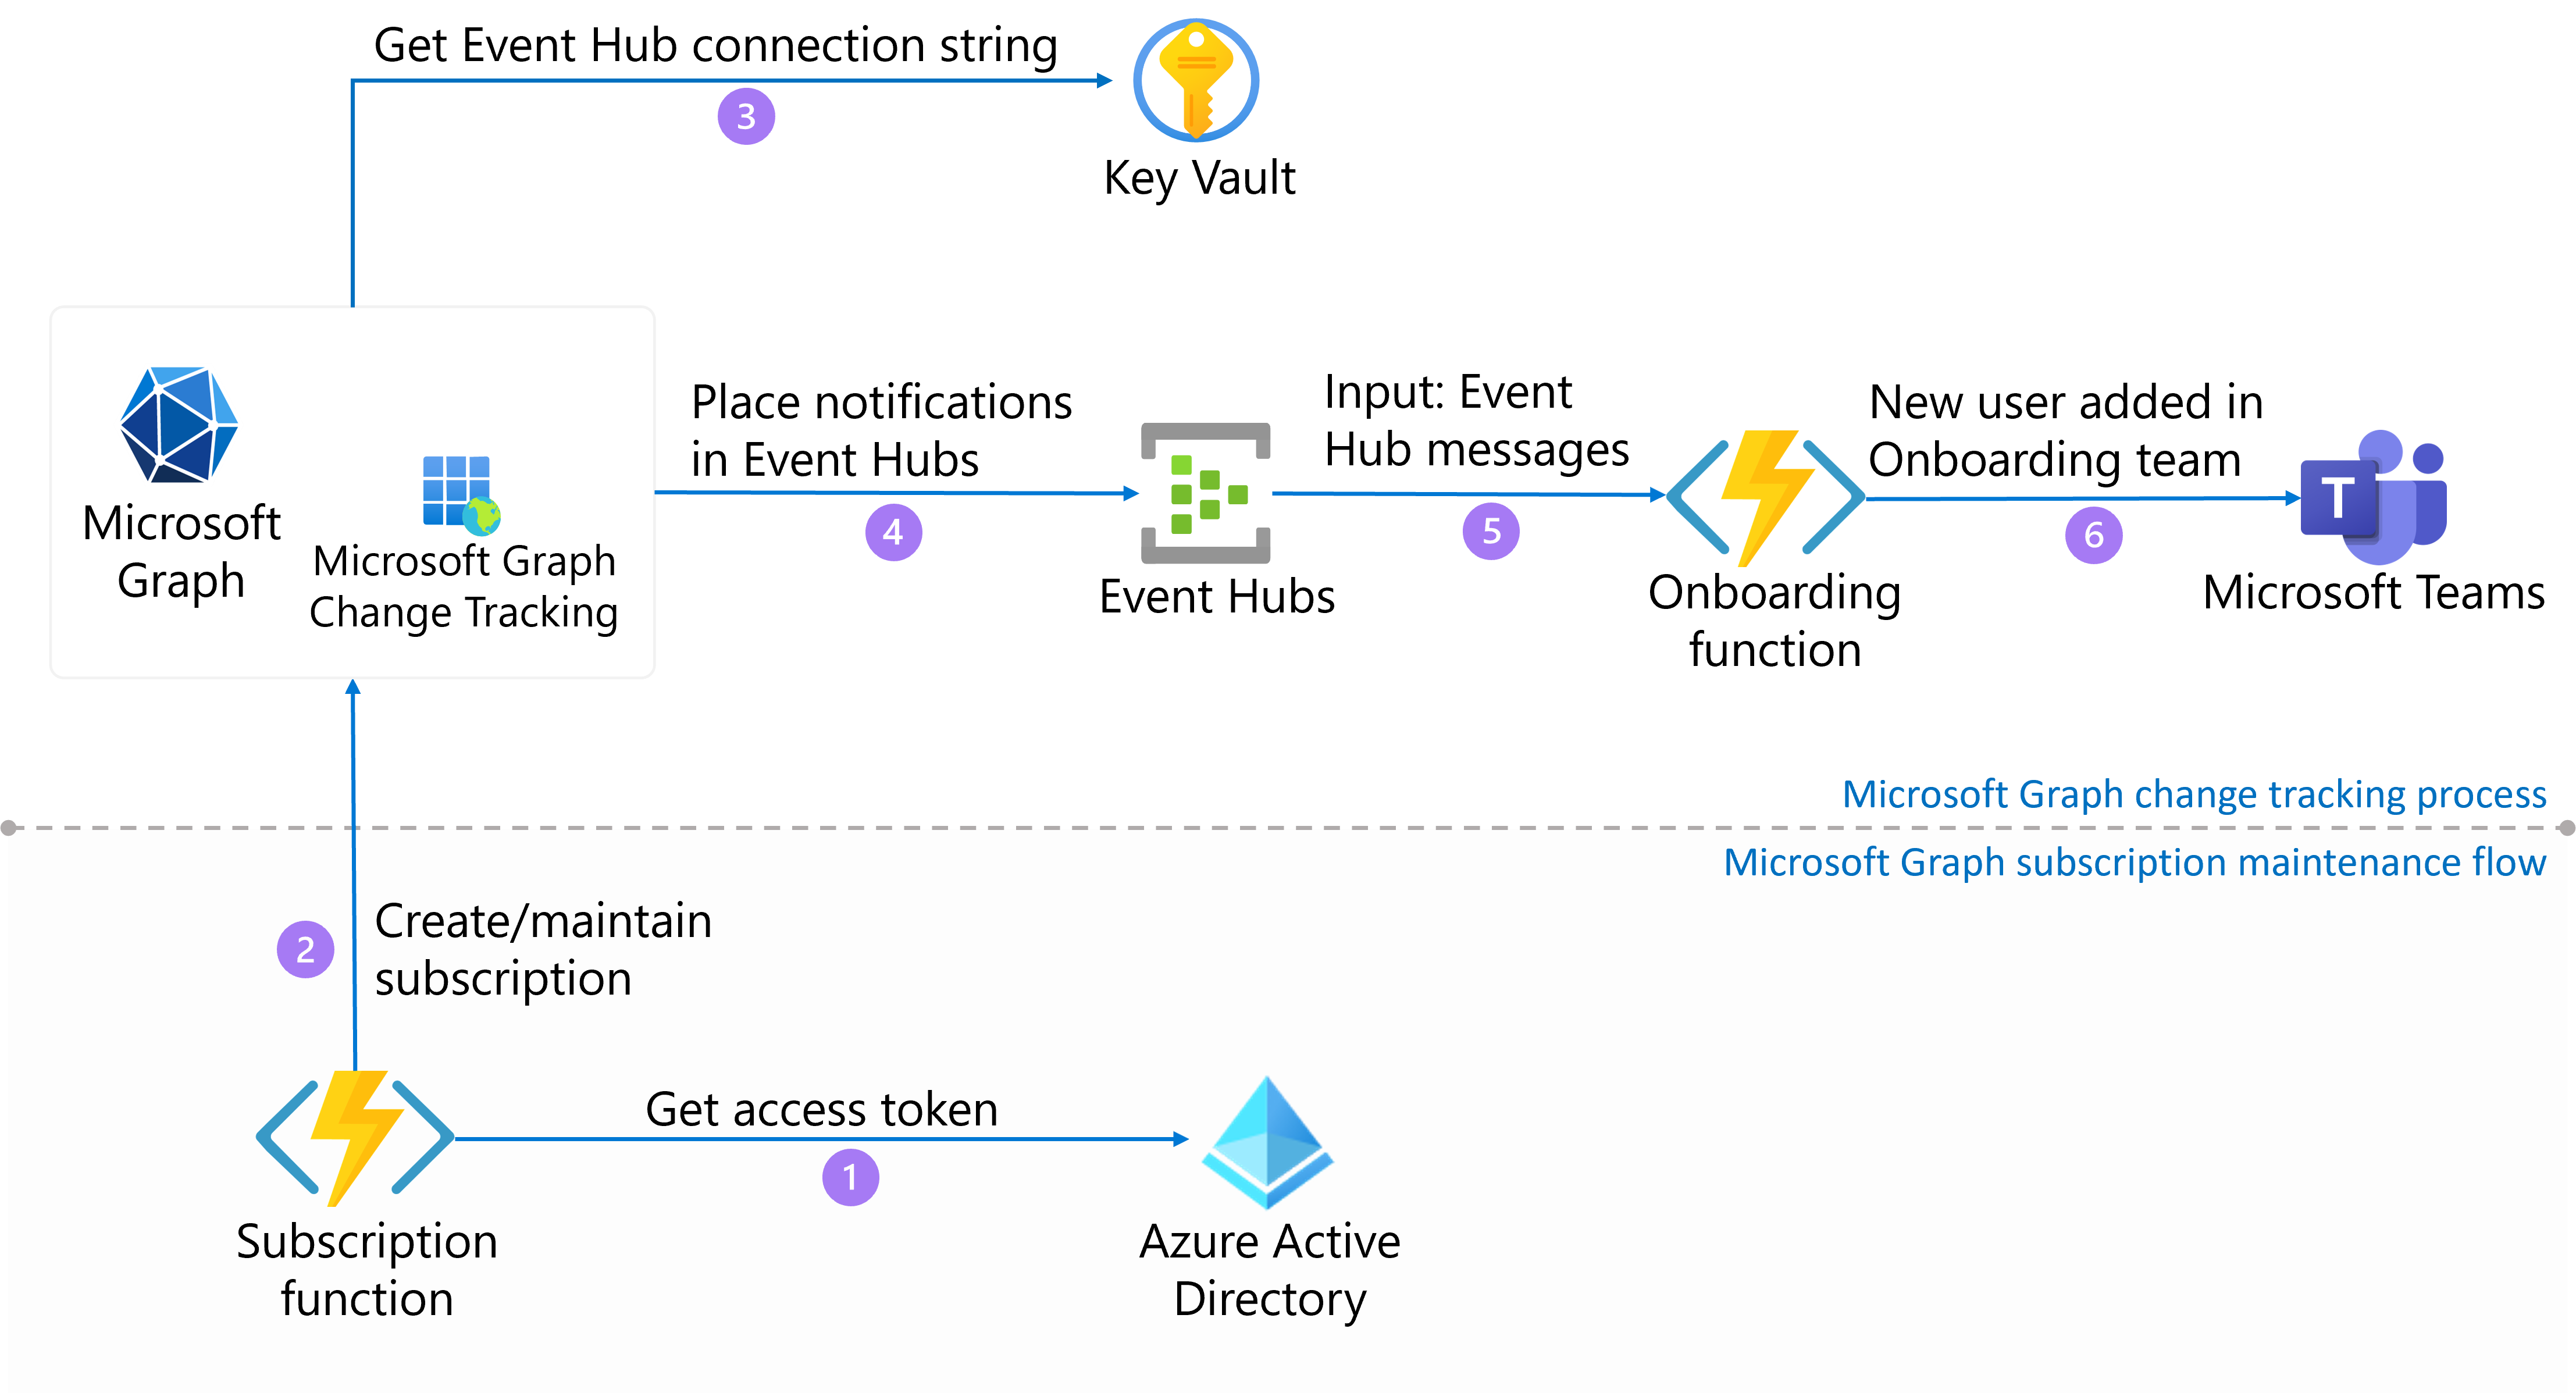 Get Event Hub connection string
3
Key Vault
Microsoft
Graph
Microsoft Graph
Change Tracking
Place notifications
in Event Hubs
4
Event Hubs
Input: Event
Hub messages
5
Onboarding
function
New user added in
Onboarding team
6
T
Microsoft Teams
Microsoft Graph change tracking process
Microsoft Graph subscription maintenance flow
2
Create/maintain
subscription
Subscription
function
Get access token
1
Azure Active
Directory